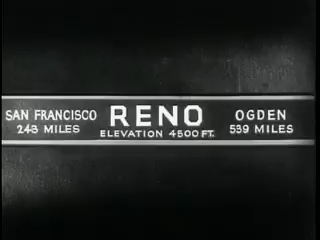 SAN FRANCISCO
243 MILES
RENO
ELEVATION 4500 FT.
OGDEN
539 MILES